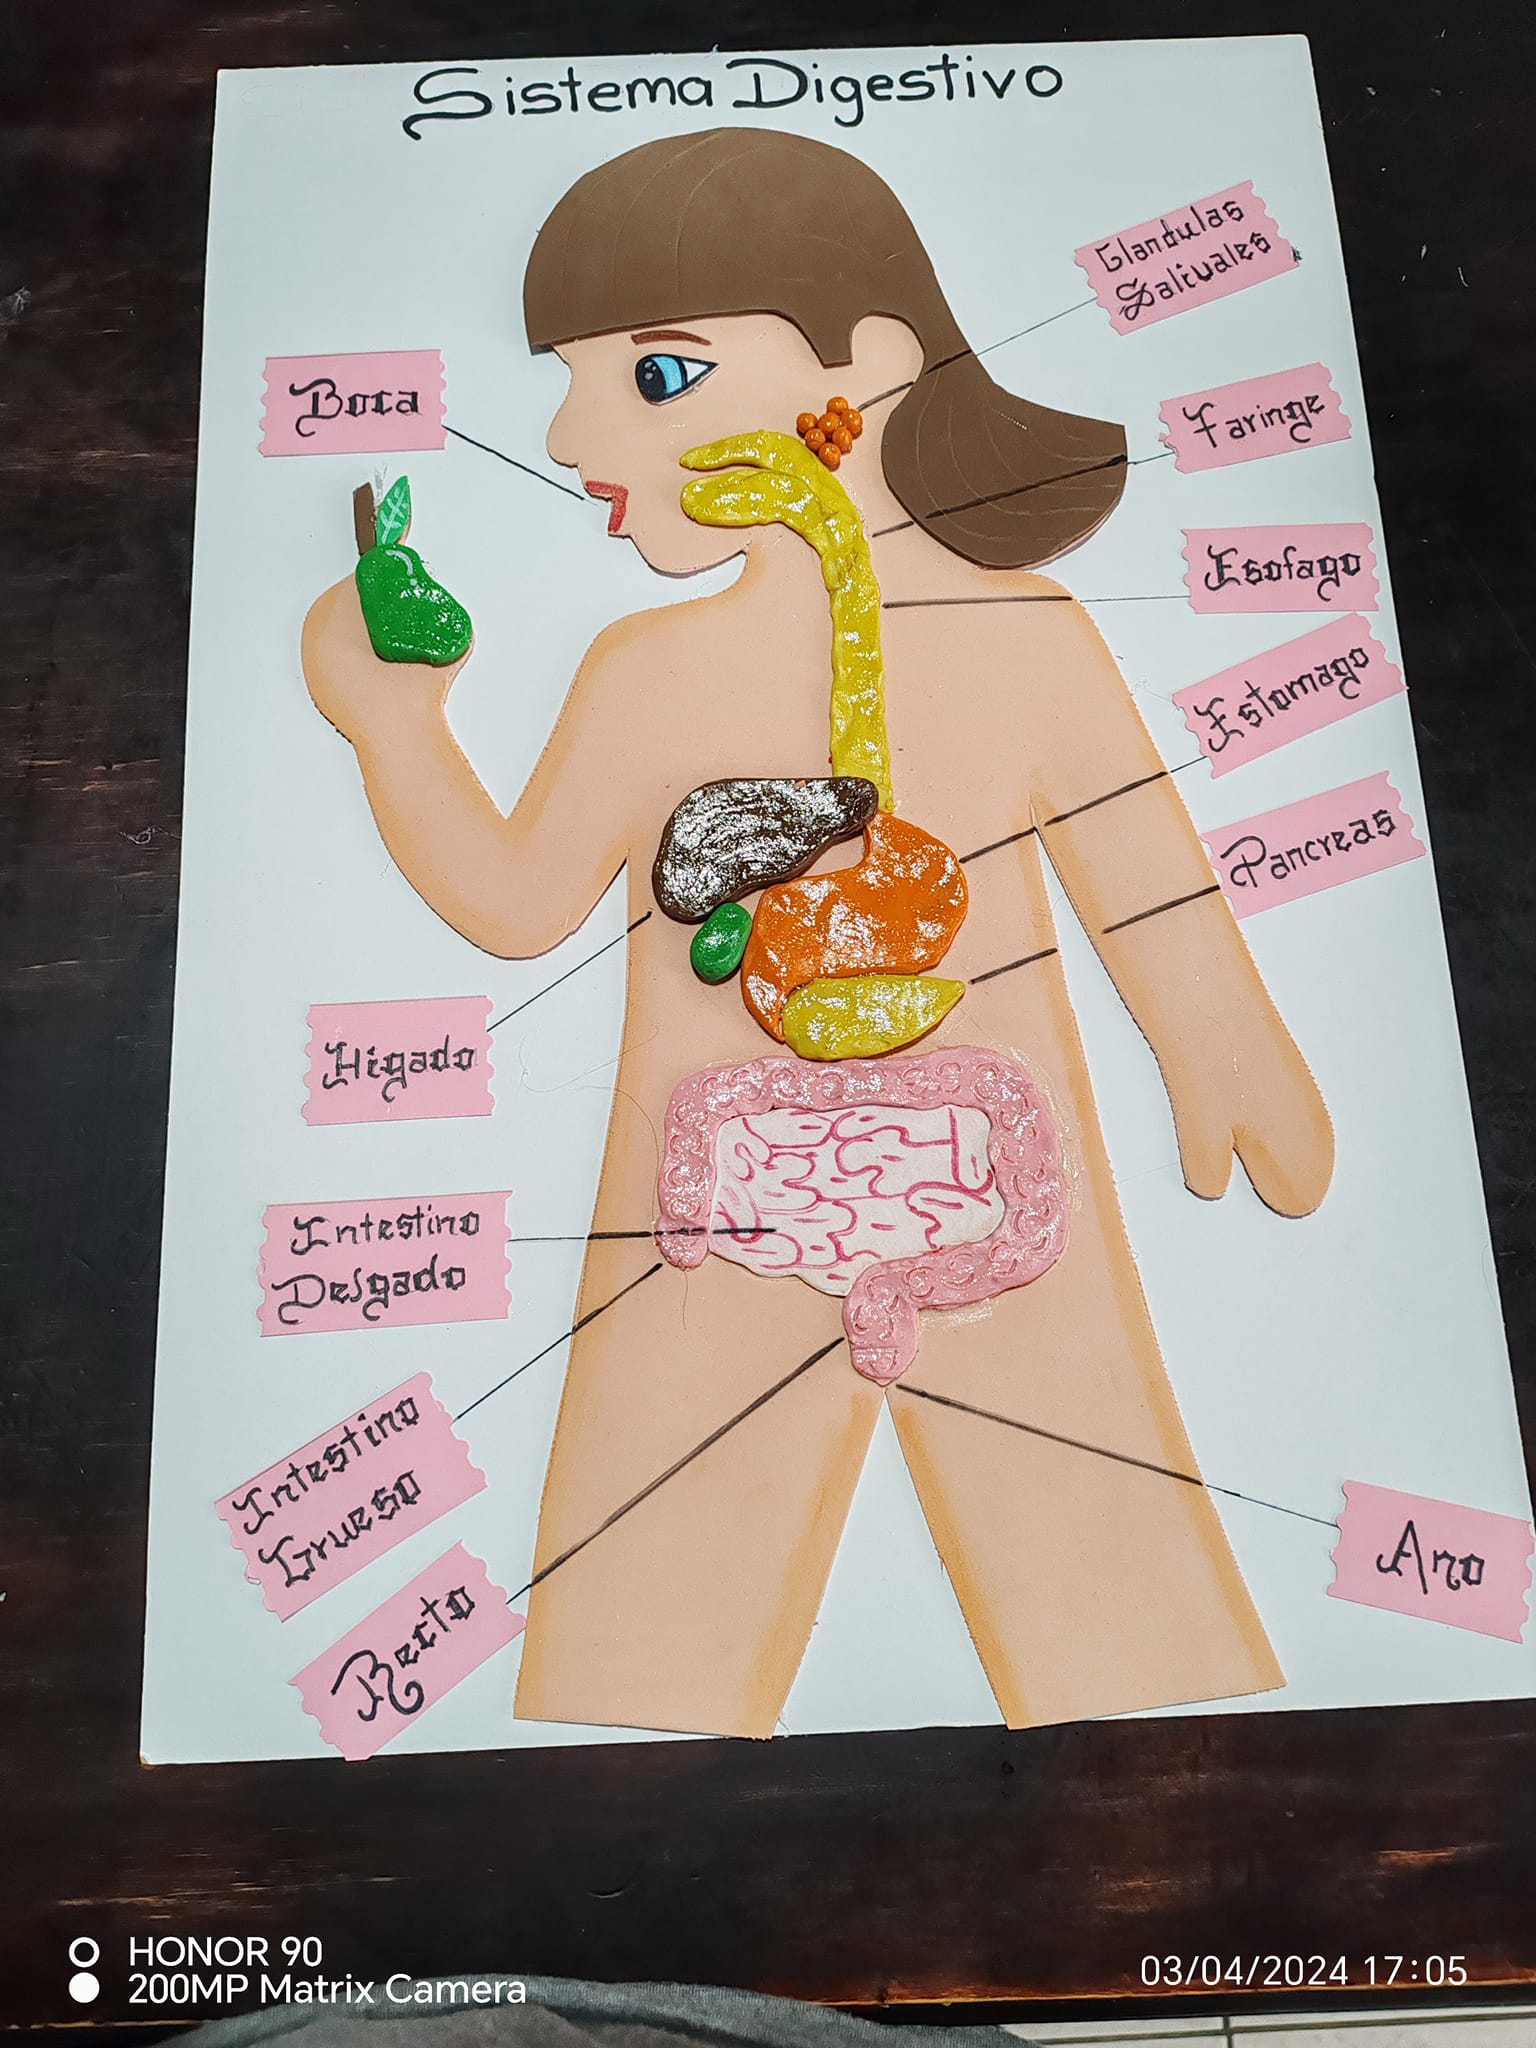 Sistema Digestivo
Glandulas
Salivales
Boca
Faringe
Esofago
Estomago
Pancreas
Higado
Intestino
Delgado
Intestino
Grueso
Recto
Ano
HONOR 90
200MP Matrix Camera
03/04/2024 17:05